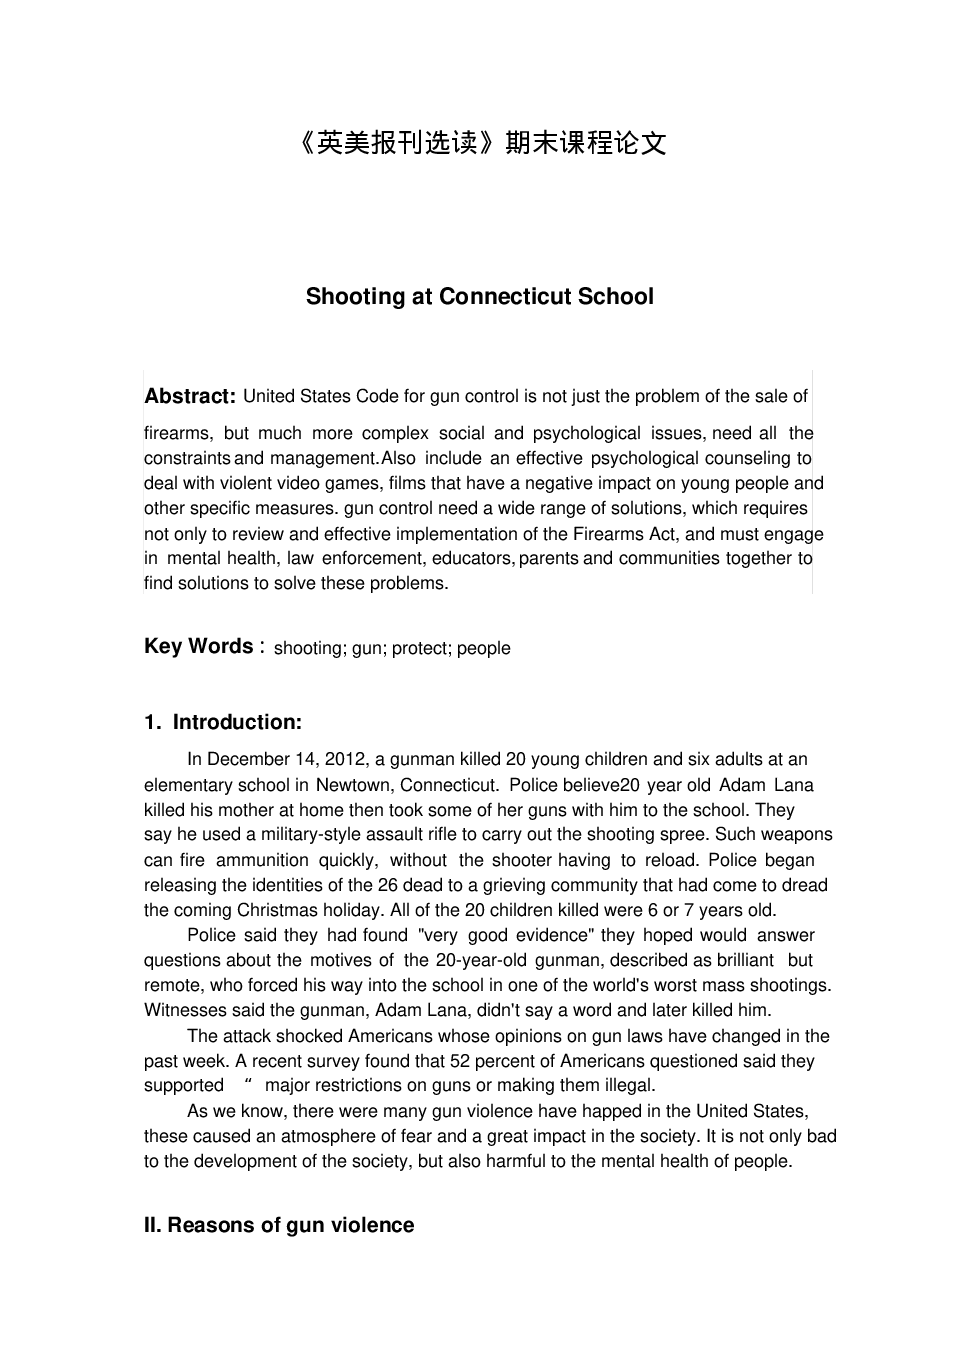 《英美报刊选读》期末课程论文
Shooting at Connecticut School
Abstract: United States Code for gun control is not just the problem of the sale of
firearms, but much more complex social and psychological issues, need all the
constraints and management.Also include an effective psychological counseling to
deal with violent video games, films that have a negative impact on young people and
other specific measures. gun control need a wide range of solutions, which requires
not only to review and effective implementation of the Firearms Act, and must engage
in mental health, law enforcement, educators, parents and communities together to
find solutions to solve these problems.
Key Words : shooting; gun; protect; people
1. Introduction:
In December 14, 2012, a gunman killed 20 young children and six adults at an
elementary school in Newtown, Connecticut. Police believe20 year old Adam Lana
killed his mother at home then took some of her guns with him to the school. They
say he used a military-style assault rifle to carry out the shooting spree. Such weapons
can fire ammunition quickly, without the shooter having to reload. Police began
releasing the identities of the 26 dead to a grieving community that had come to dread
the coming Christmas holiday. All of the 20 children killed were 6 or 7 years old.
Police said they had found "very good evidence" they hoped would answer
questions about the motives of the 20-year-old gunman, described as brilliant but
remote, who forced his way into the school in one of the world's worst mass shootings.
Witnesses said the gunman, Adam Lana, didn't say a word and later killed him.
The attack shocked Americans whose opinions on gun laws have changed in the
past week. A recent survey found that 52 percent of Americans questioned said they
supported “ major restrictions on guns or making them illegal.
As we know, there were many gun violence have happed in the United States,
these caused an atmosphere of fear and a great impact in the society. It is not only bad
to the development of the society, but also harmful to the mental health of people.
II. Reasons of gun violence